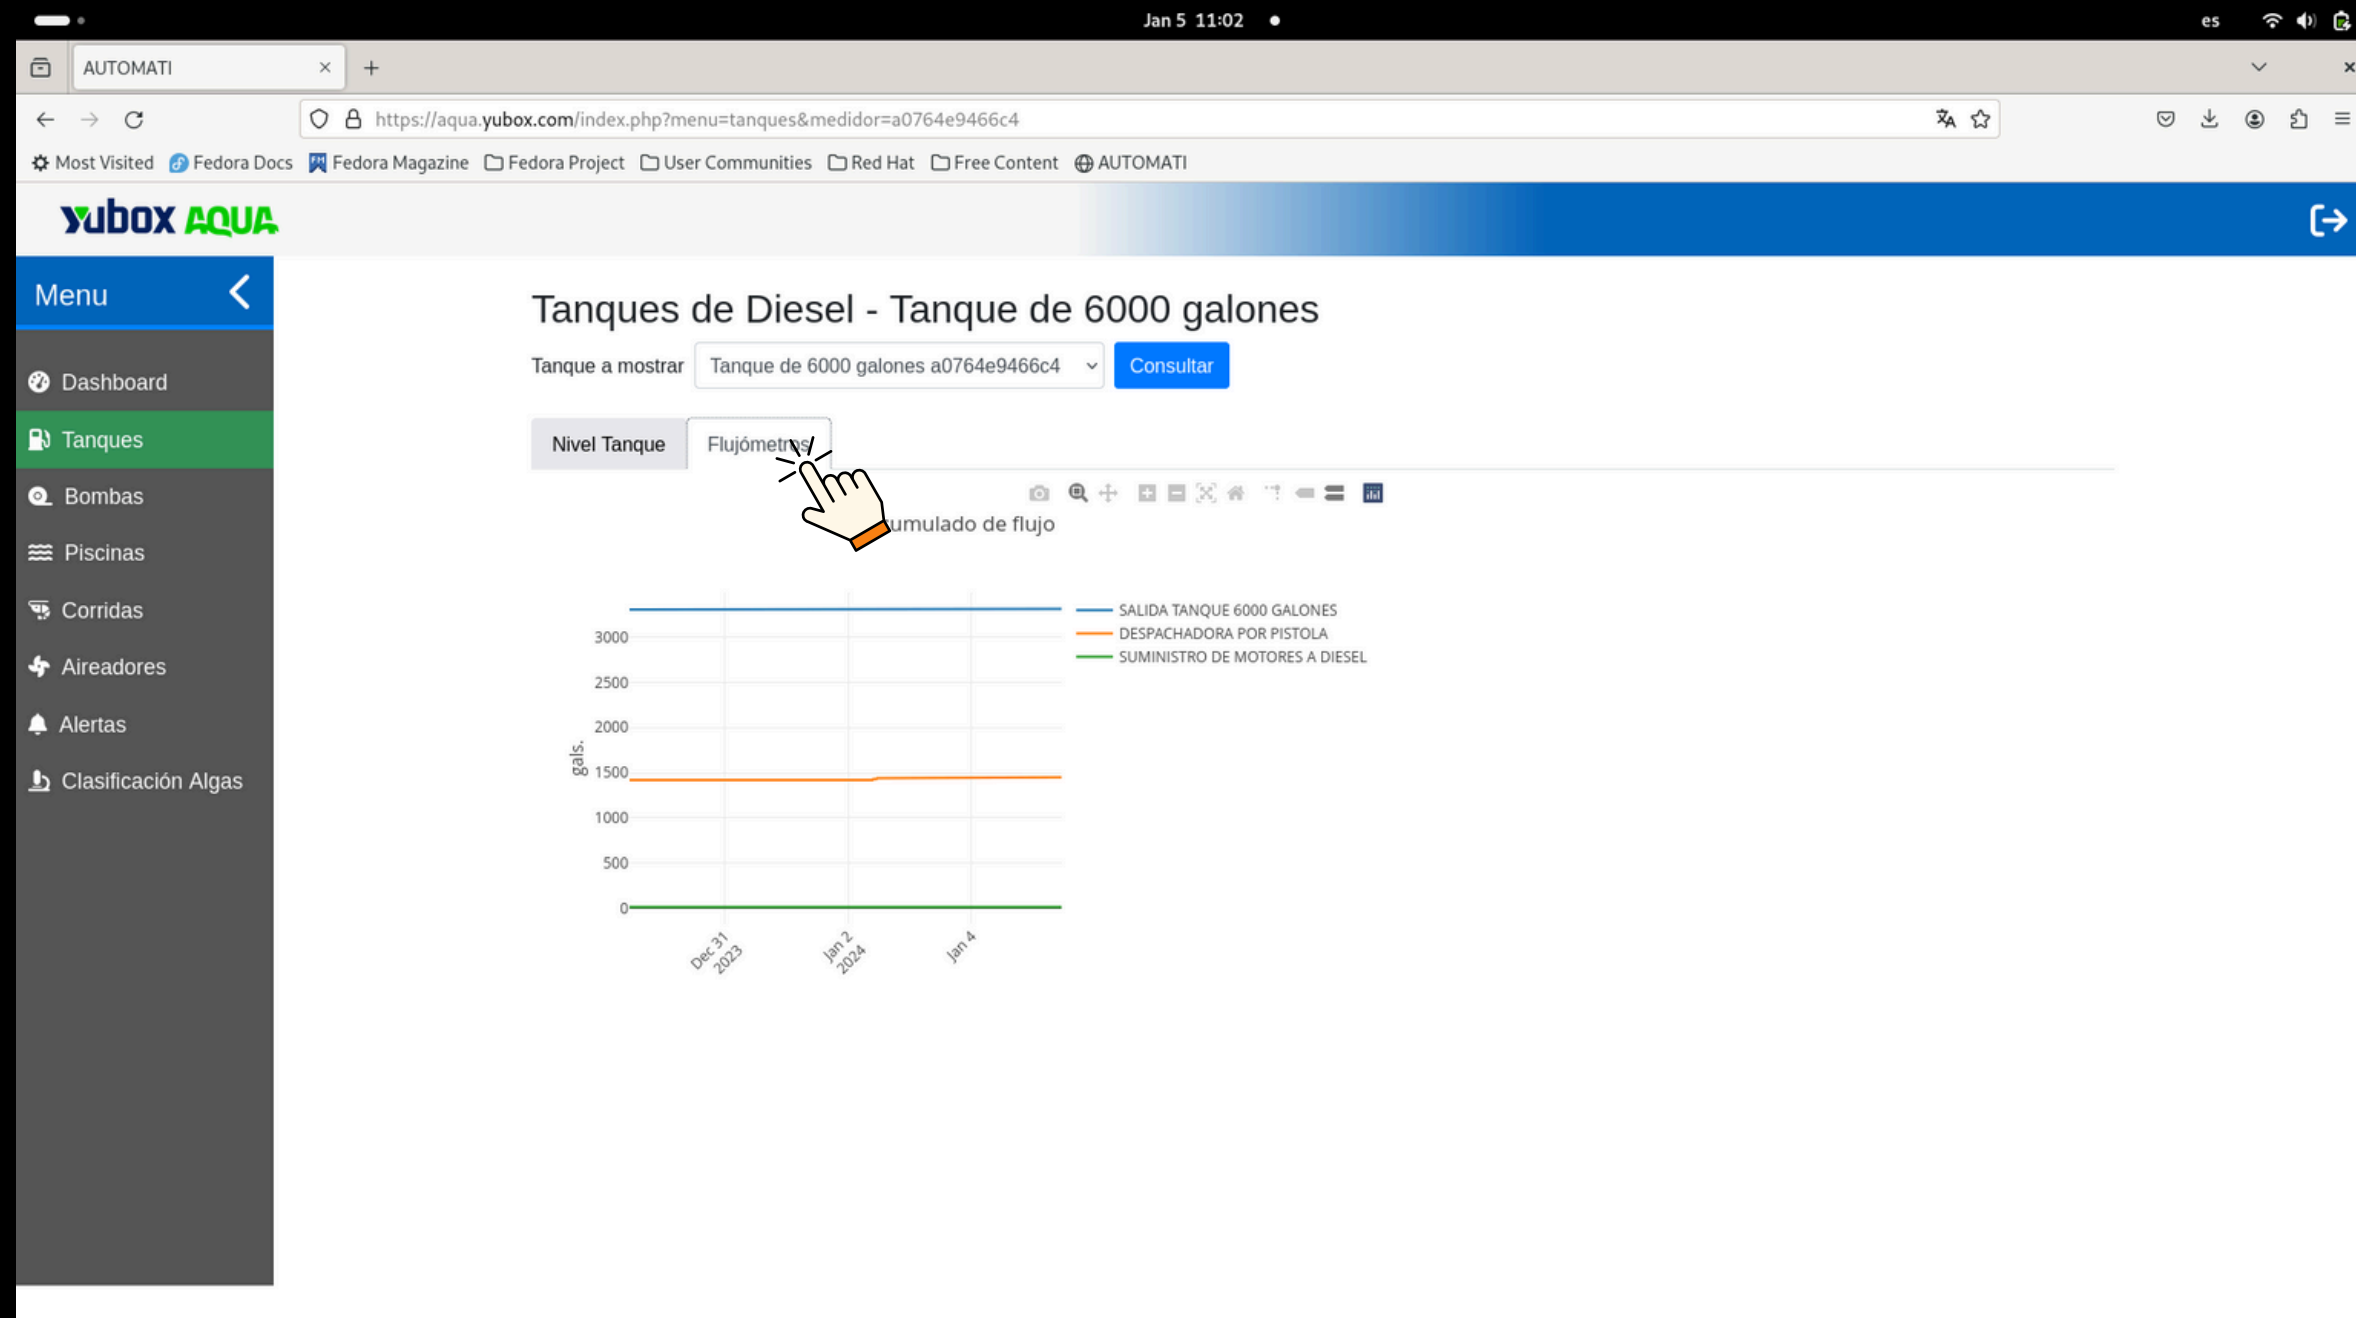 Jan 5 11:02
es
AUTOMATI
https://aqua.yubox.com/index.php?menu=tanques&medidor=a0764e9466c4
Most Visited Fedora Docs Fedora Magazine Fedora Project User Communities Red Hat Free Content AUTOMATI
yubox AQUA
Menu
Dashboard
Tanques
Bombas
Piscinas
Corridas
Aireadores
Alertas
Clasificación Algas
Tanques de Diesel - Tanque de 6000 galones
Tanque a mostrar Tanque de 6000 galones a0764e9466c4 Consultar
Nivel Tanque Flujómetros
umulado de flujo
SALIDA TANQUE 6000 GALONES
DESPACHADORA POR PISTOLA
SUMINISTRO DE MOTORES A DIESEL
gals.
3000
2500
2000
1500
1000
500
0
Dec 31
2023
Jan 2
2024
Jan 4